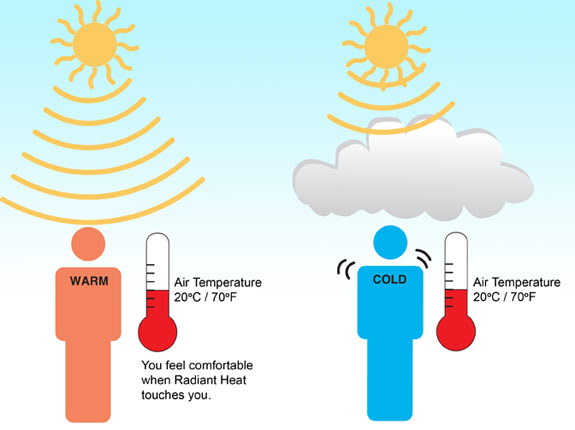 WARM
Air Temperature
20ºC / 70ºF
You feel comfortable
when Radiant Heat
touches you.
COLD
Air Temperature
20ºC / 70ºF